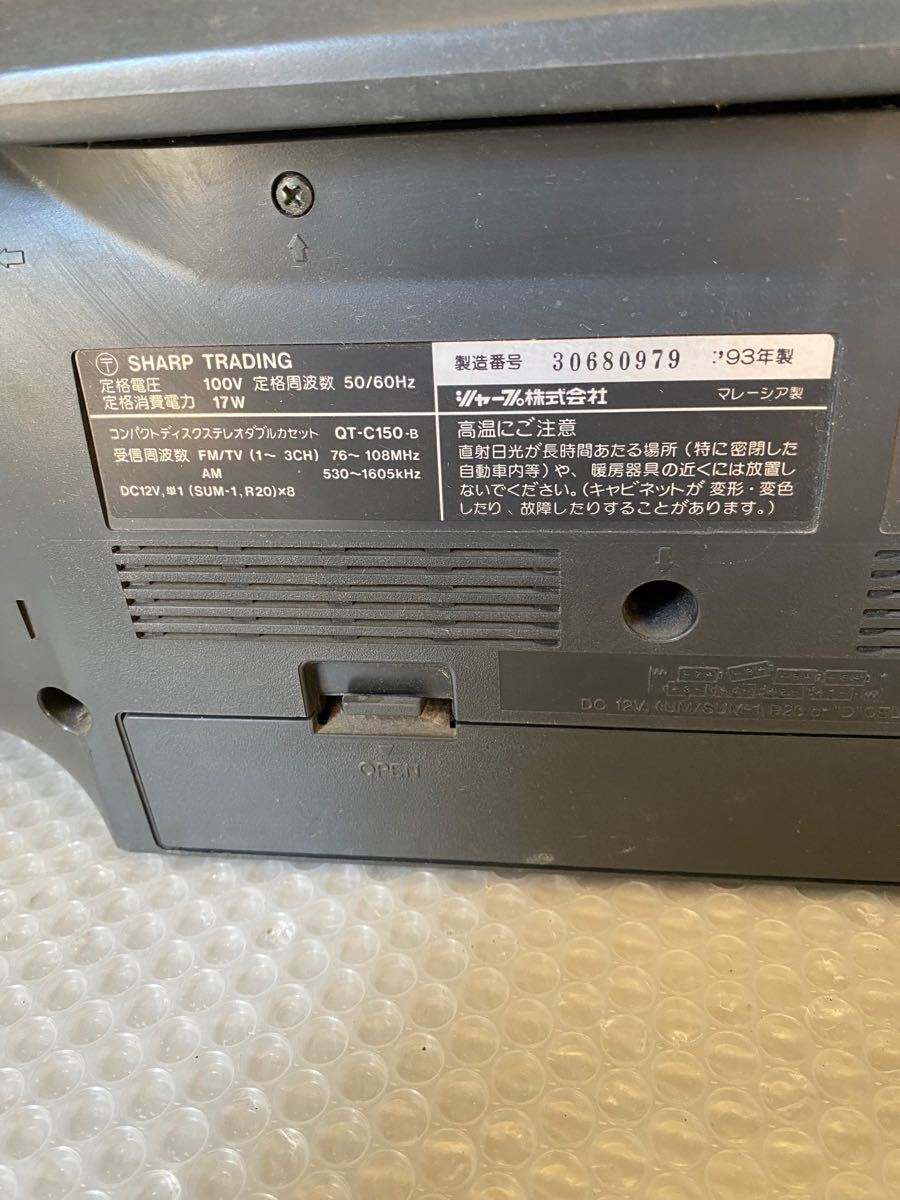 〒 SHARP TRADING
定格電圧 100V 定格周波数 50/60Hz
定格消費電力 17W
コンパクトディスクステレオダブルカセット QT-C150-B
受信周波数 FM/TV (1～3CH) 76～108MHz
AM 530～1605kHz
DC12V,単1 (SUM-1, R20)×8
製造番号 30680979 '93年製
シャープ株式会社 マレーシア製
高温にご注意
直射日光が長時間あたる場所（特に密閉した
自動車内等）や、暖房器具の近くには放置し
ないでください。（キャビネットが 変形・変色
したり、故障したりすることがあります。）
DC 12V, (UM/SUM-1, R20 or "D"
OPEN